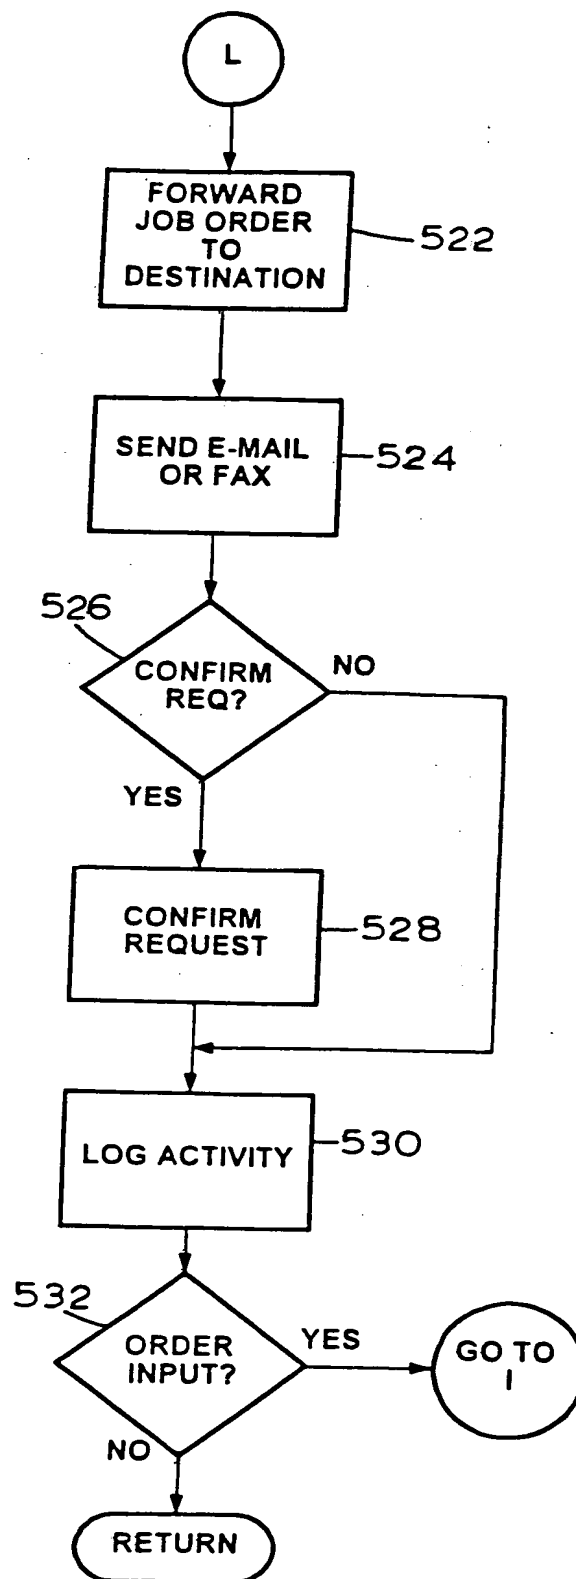 L
FORWARD
JOB ORDER
TO
DESTINATION
522
SEND E-MAIL
OR FAX
524
526
CONFIRM
REQ?
NO
YES
CONFIRM
REQUEST
528
LOG ACTIVITY
530
532
ORDER
INPUT?
YES
GO TO
I
NO
RETURN